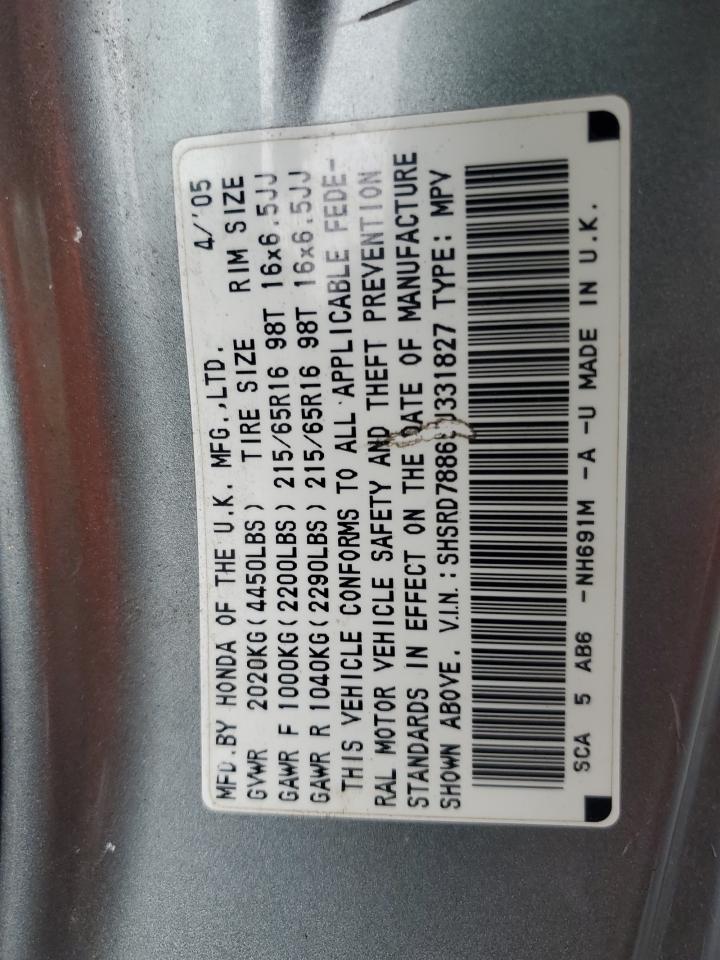 MFD.BY HONDA OF THE U.K. MFG.,LTD. 4/'05
GVWR 2020KG(4450LBS) TIRE SIZE RIM SIZE
GAWR F 1000KG(2200LBS) 215/65R16 98T 16x6.5JJ
GAWR R 1040KG(2290LBS) 215/65R16 98T 16x6.5JJ
THIS VEHICLE CONFORMS TO ALL APPLICABLE FEDE-
RAL MOTOR VEHICLE SAFETY AND THEFT PREVENTION
STANDARDS IN EFFECT ON THE DATE OF MANUFACTURE
SHOWN ABOVE. V.I.N.: TYPE: MPV
SCA 5 AB6 -NH691M -A -U MADE IN U.K.